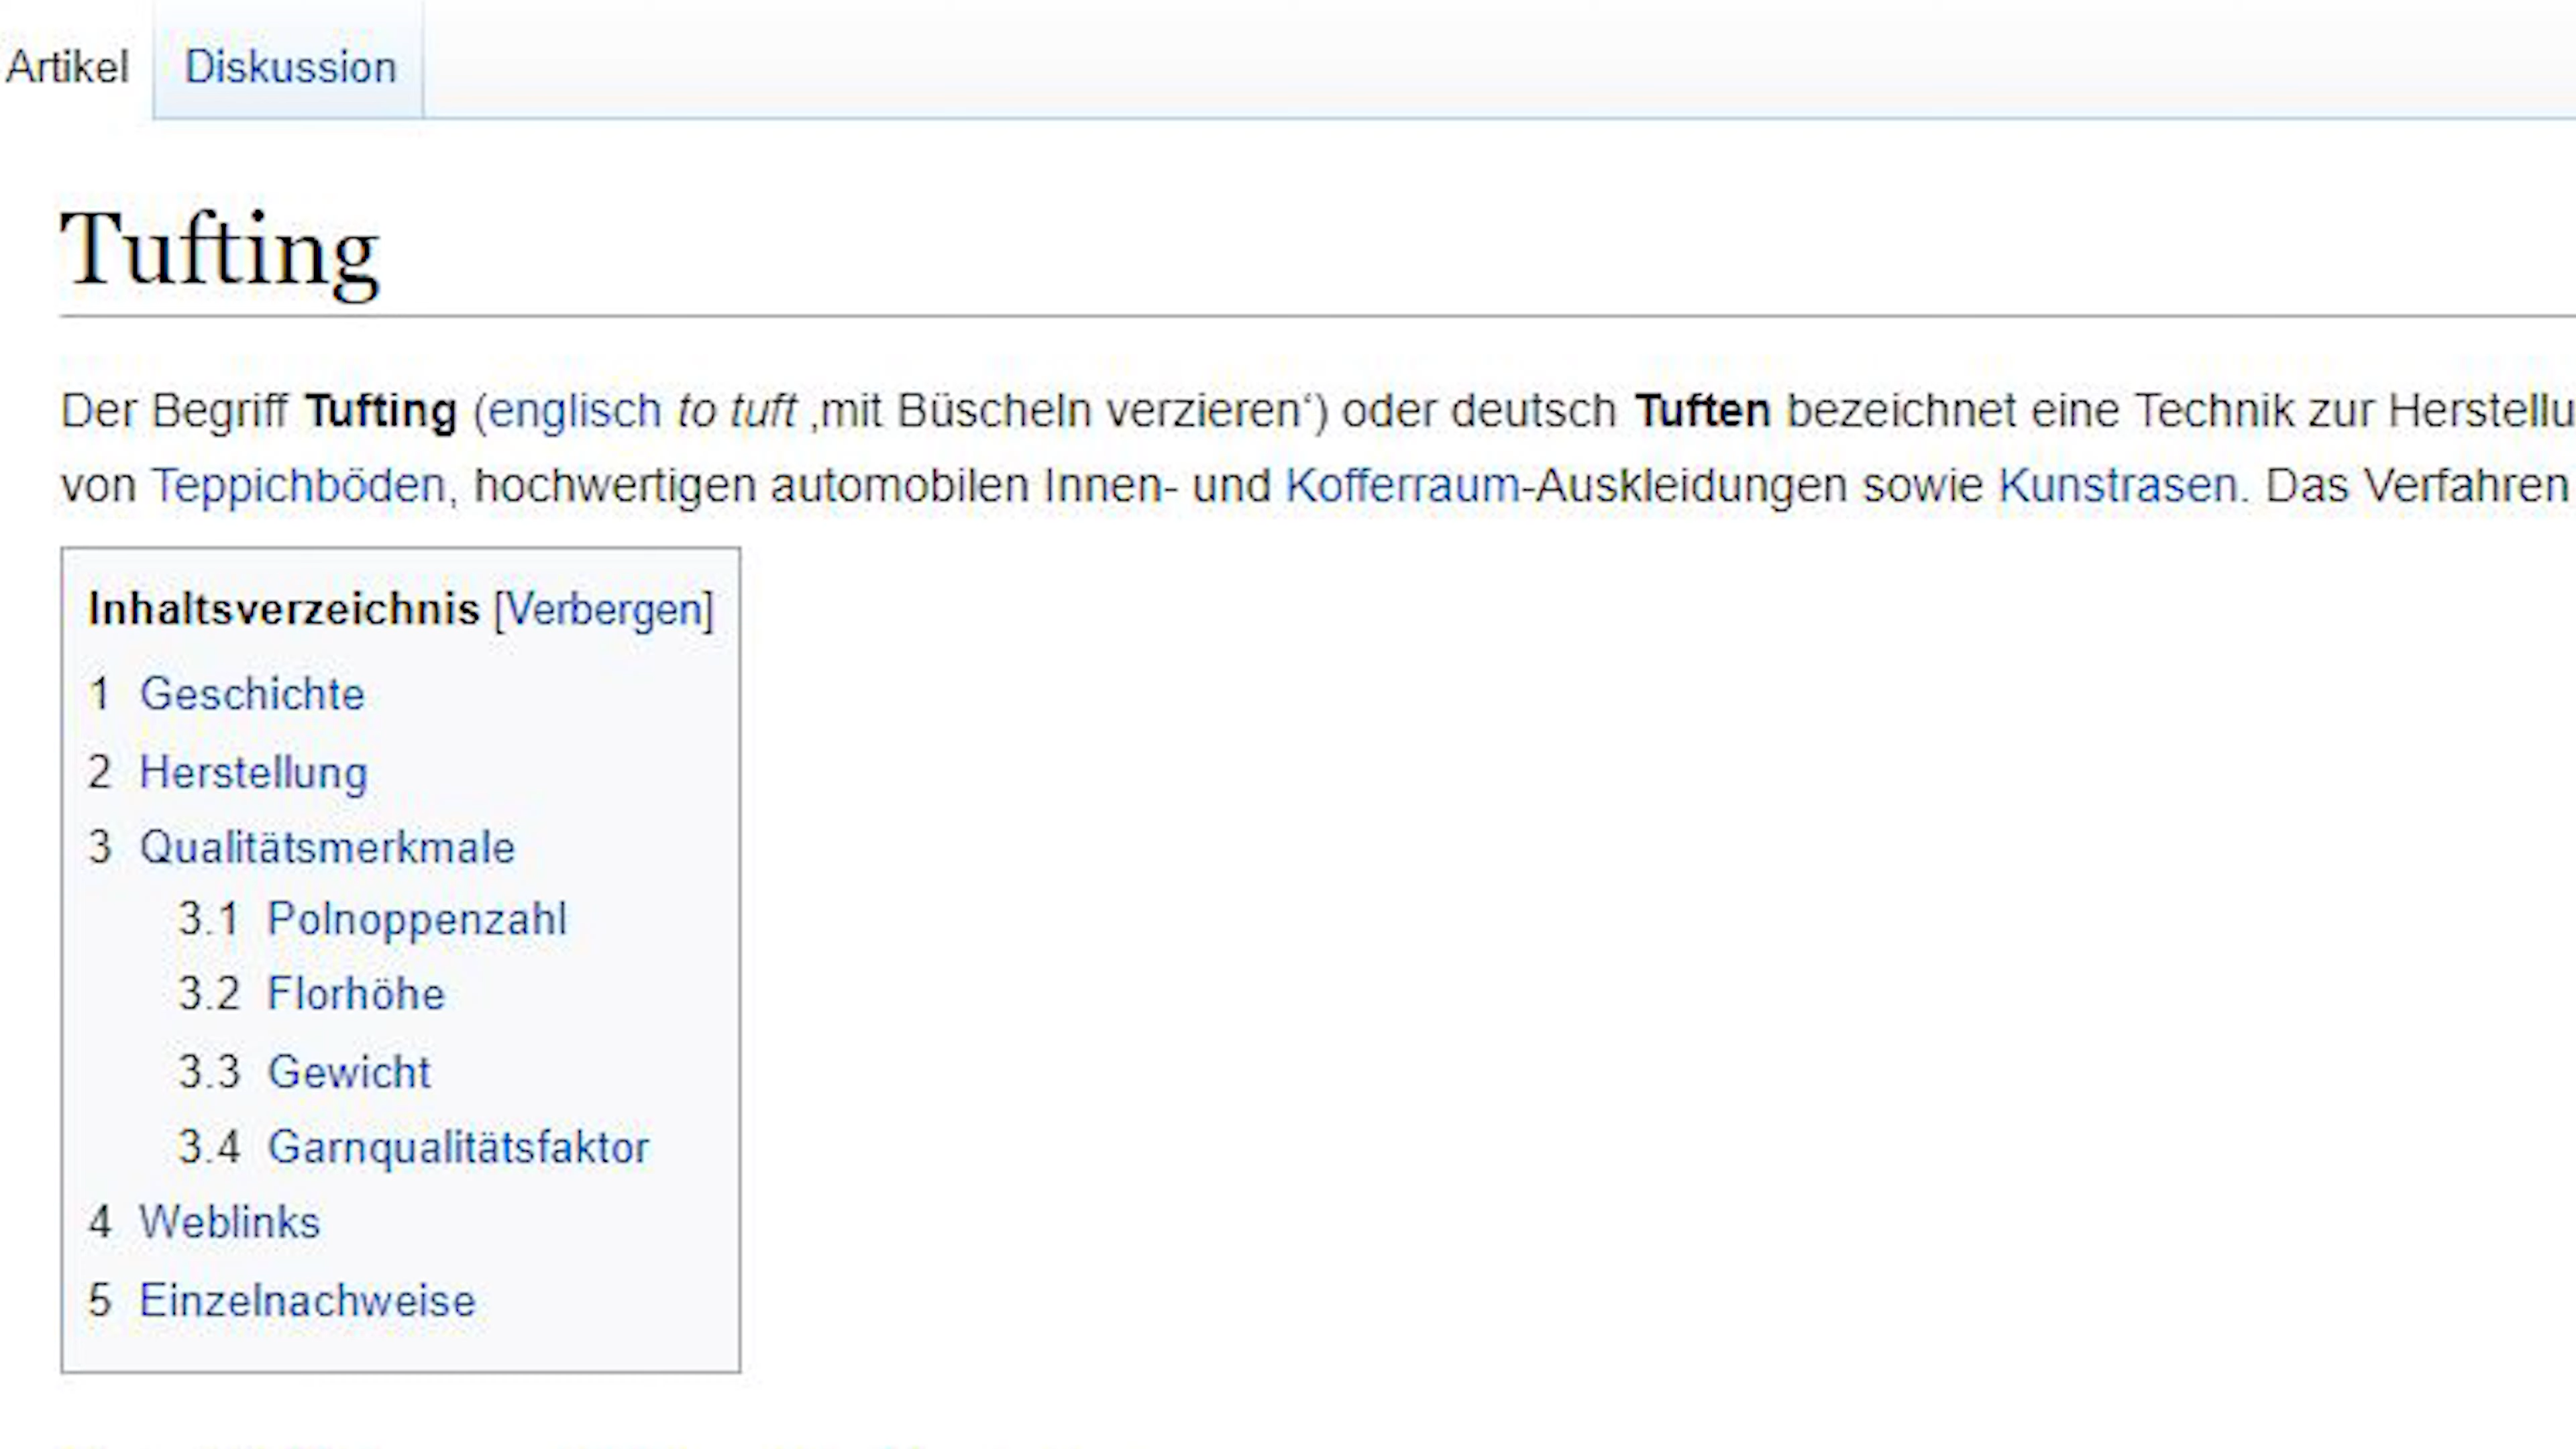 Artikel Diskussion
Tufting
Der Begriff Tufting (englisch to tuft ‚mit Büscheln verzieren‘) oder deutsch Tuften bezeichnet eine Technik zur Herstellu
von Teppichböden, hochwertigen automobilen Innen- und Kofferraum-Auskleidungen sowie Kunstrasen. Das Verfahren
Inhaltsverzeichnis [Verbergen]
1 Geschichte
2 Herstellung
3 Qualitätsmerkmale
3.1 Polnoppenzahl
3.2 Florhöhe
3.3 Gewicht
3.4 Garnqualitätsfaktor
4 Weblinks
5 Einzelnachweise